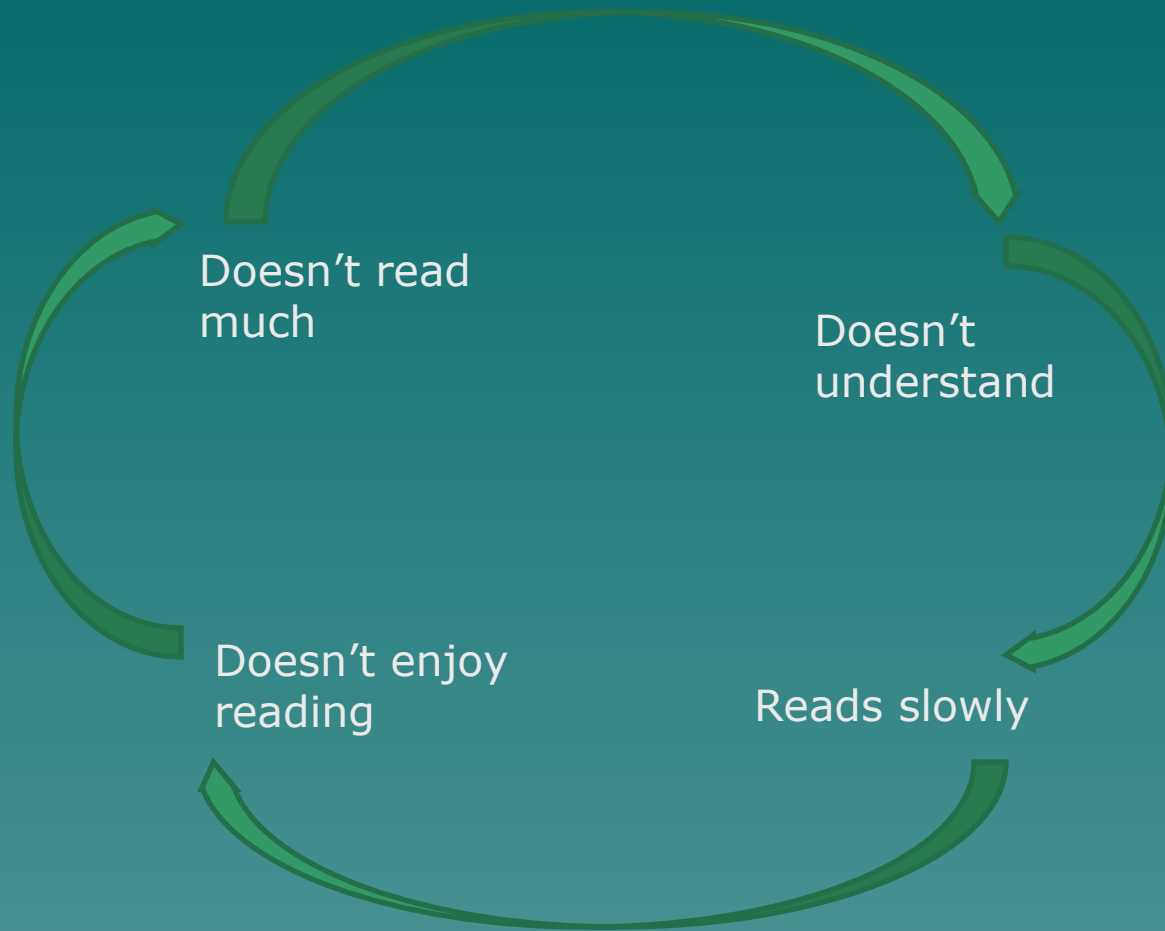 Doesn’t read
much
Doesn’t
understand
Doesn’t enjoy
reading
Reads slowly